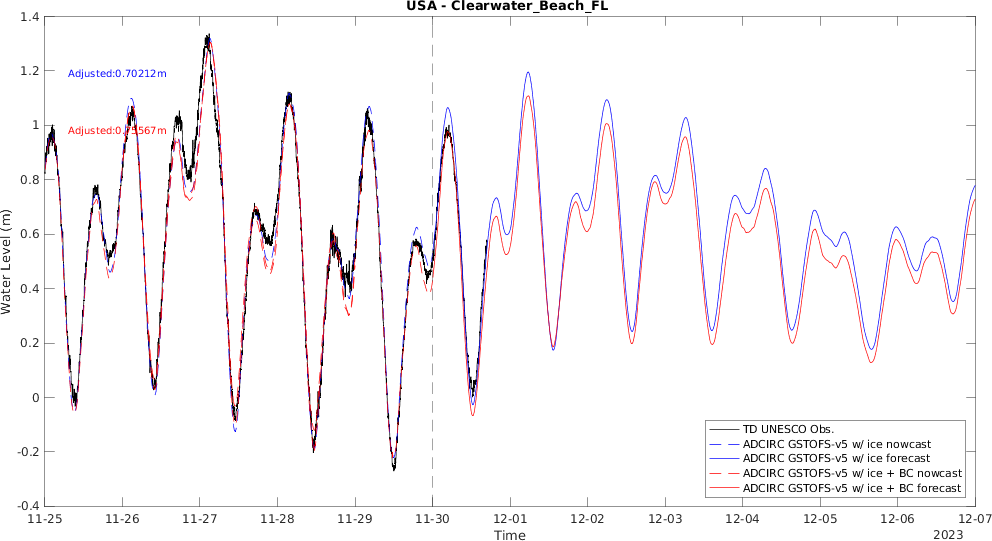 USA - Clearwater_Beach_FL
Water Level (m)
1.4
1.2
1
0.8
0.6
0.4
0.2
0
-0.2
-0.4
Adjusted:0.70212m
Adjusted:0.75567m
TD UNESCO Obs.
ADCIRC GSTOFS-v5 w/ ice nowcast
ADCIRC GSTOFS-v5 w/ ice forecast
ADCIRC GSTOFS-v5 w/ ice + BC nowcast
ADCIRC GSTOFS-v5 w/ ice + BC forecast
11-25 11-26 11-27 11-28 11-29 11-30 12-01 12-02 12-03 12-04 12-05 12-06 12-07
Time
2023